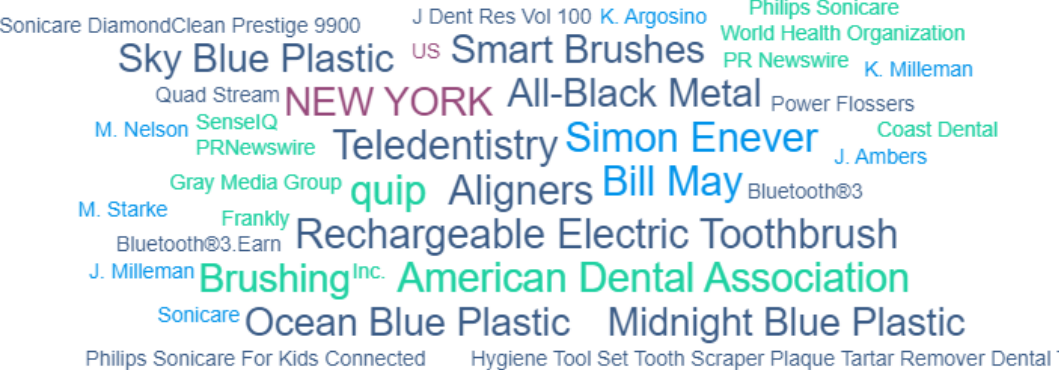 Philips Sonicare
Sonicare DiamondClean Prestige 9900 J Dent Res Vol 100 K. Argosino
World Health Organization
Sky Blue Plastic US Smart Brushes PR Newswire K. Milleman
Quad Stream NEW YORK All-Black Metal Power Flossers
M. Nelson SenseIQ Teledentistry Simon Enever Coast Dental
PRNewswire J. Ambers
Gray Media Group quip Aligners Bill May Bluetooth®3
M. Starke Frankly
Bluetooth®3.Earn Rechargeable Electric Toothbrush
J. Milleman Brushing Inc. American Dental Association
Sonicare Ocean Blue Plastic Midnight Blue Plastic
Philips Sonicare For Kids Connected Hygiene Tool Set Tooth Scraper Plaque Tartar Remover Dental